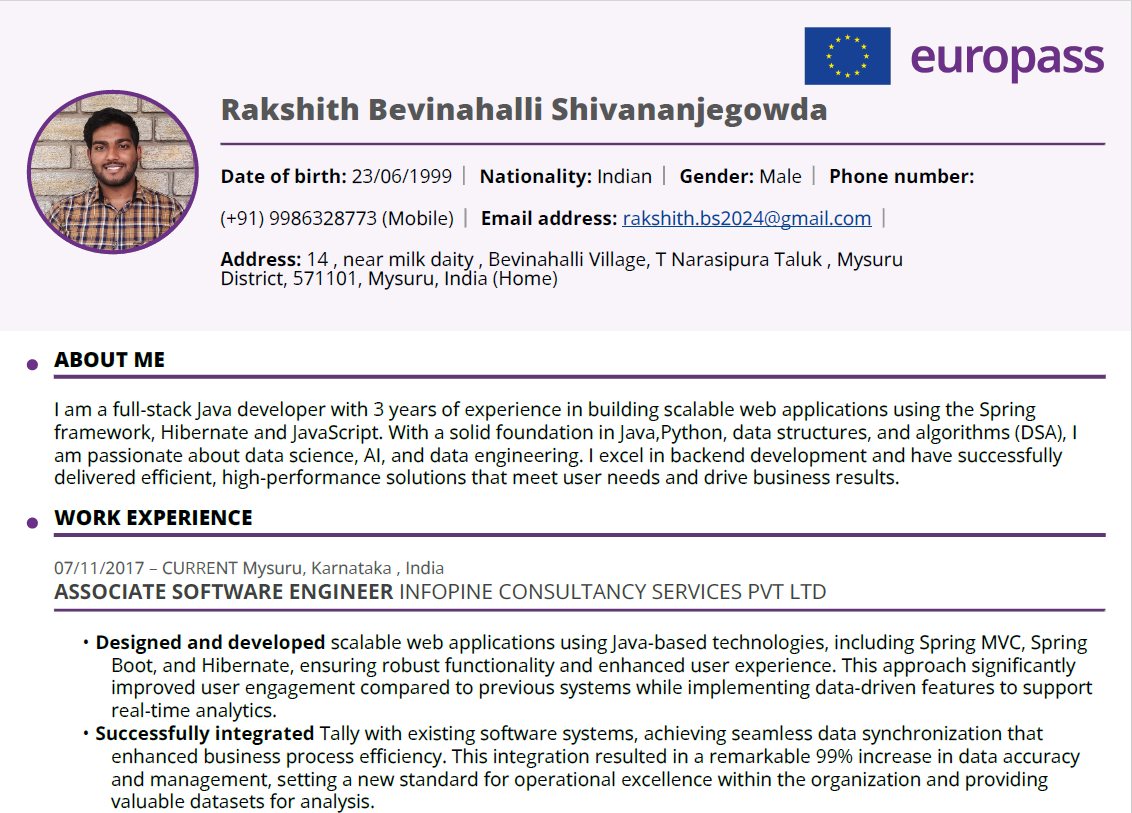 europass
Rakshith Bevinahalli Shivananjegowda
Date of birth: 23/06/1999 | Nationality: Indian | Gender: Male | Phone number:
(+91) 9986328773 (Mobile) | Email address: rakshith.bs2024@gmail.com |
Address: 14 , near milk daity , Bevinahalli Village, T Narasipura Taluk , Mysuru
District, 571101, Mysuru, India (Home)
ABOUT ME
I am a full-stack Java developer with 3 years of experience in building scalable web applications using the Spring
framework, Hibernate and JavaScript. With a solid foundation in Java,Python, data structures, and algorithms (DSA), I
am passionate about data science, AI, and data engineering. I excel in backend development and have successfully
delivered efficient, high-performance solutions that meet user needs and drive business results.
WORK EXPERIENCE
07/11/2017 – CURRENT Mysuru, Karnataka , India
ASSOCIATE SOFTWARE ENGINEER INFOPINE CONSULTANCY SERVICES PVT LTD
• Designed and developed scalable web applications using Java-based technologies, including Spring MVC, Spring
Boot, and Hibernate, ensuring robust functionality and enhanced user experience. This approach significantly
improved user engagement compared to previous systems while implementing data-driven features to support
real-time analytics.
• Successfully integrated Tally with existing software systems, achieving seamless data synchronization that
enhanced business process efficiency. This integration resulted in a remarkable 99% increase in data accuracy
and management, setting a new standard for operational excellence within the organization and providing
valuable datasets for analysis.